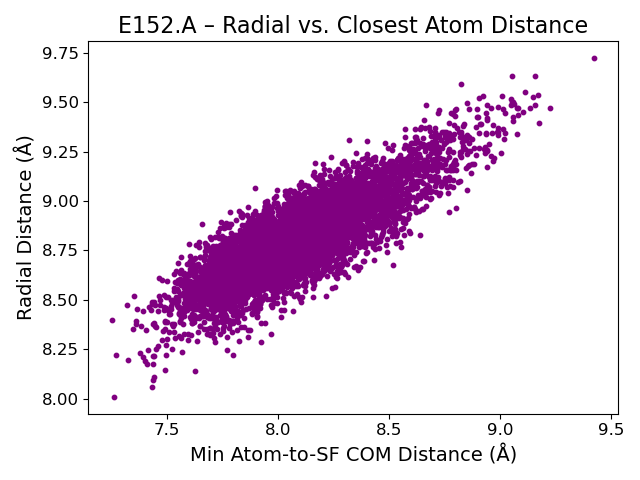 E152.A – Radial vs. Closest Atom Distance
Radial Distance (Å)
9.75
9.50
9.25
9.00
8.75
8.50
8.25
8.00
7.5 8.0 8.5 9.0 9.5
Min Atom-to-SF COM Distance (Å)